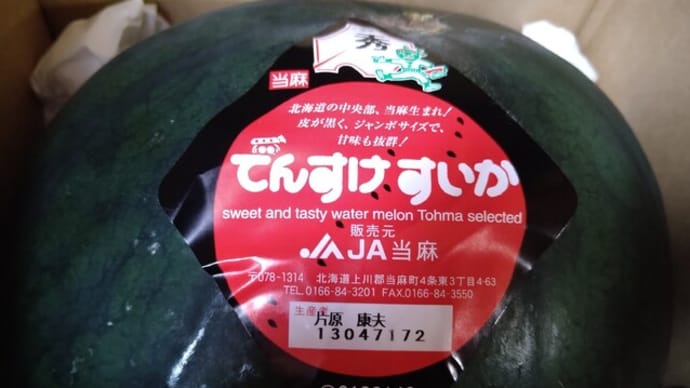 秀
当麻
北海道の中央部、当麻生まれ!
皮が黒く、ジャンボサイズで、
甘味も抜群!
でんすけすいか
sweet and tasty water melon Tohma selected
販売元
JA当麻
〒078-1314 北海道上川郡当麻町4条東3丁目4-63
TEL.0166-84-3201 FAX.0166-84-3550
生産者
片原 康夫
13047172